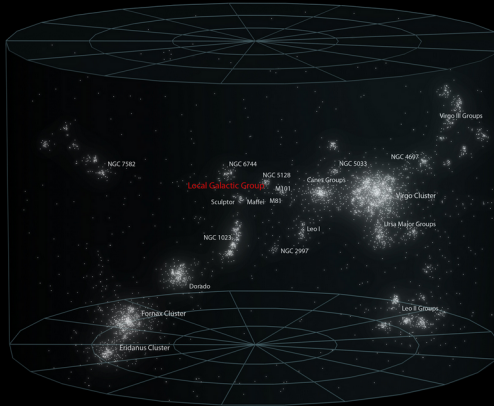 Virgo III Groups
NGC 7582
NGC 6744
NGC 5033
NGC 4697
NGC 5128
Local Galactic Group
M101
Canes Groups
Virgo Cluster
Sculptor
Maffei
M81
Ursa Major Groups
Leo I
NGC 1023
NGC 2997
Dorado
Leo II Groups
Fornax Cluster
Eridanus Cluster